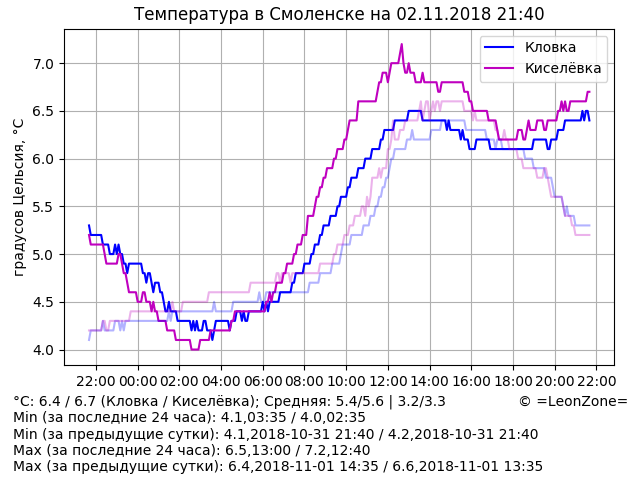 Температура в Смоленске на 02.11.2018 21:40
Кловка
Киселёвка
градусов Цельсия, °C
7.0
6.5
6.0
5.5
5.0
4.5
4.0
22:00 00:00 02:00 04:00 06:00 08:00 10:00 12:00 14:00 16:00 18:00 20:00 22:00
°C: 6.4 / 6.7 (Кловка / Киселёвка); Средняя: 5.4/5.6 | 3.2/3.3 © =LeonZone=
Min (за последние 24 часа): 4.1,03:35 / 4.0,02:35
Min (за предыдущие сутки): 4.1,2018-10-31 21:40 / 4.2,2018-10-31 21:40
Max (за последние 24 часа): 6.5,13:00 / 7.2,12:40
Max (за предыдущие сутки): 6.4,2018-11-01 14:35 / 6.6,2018-11-01 13:35